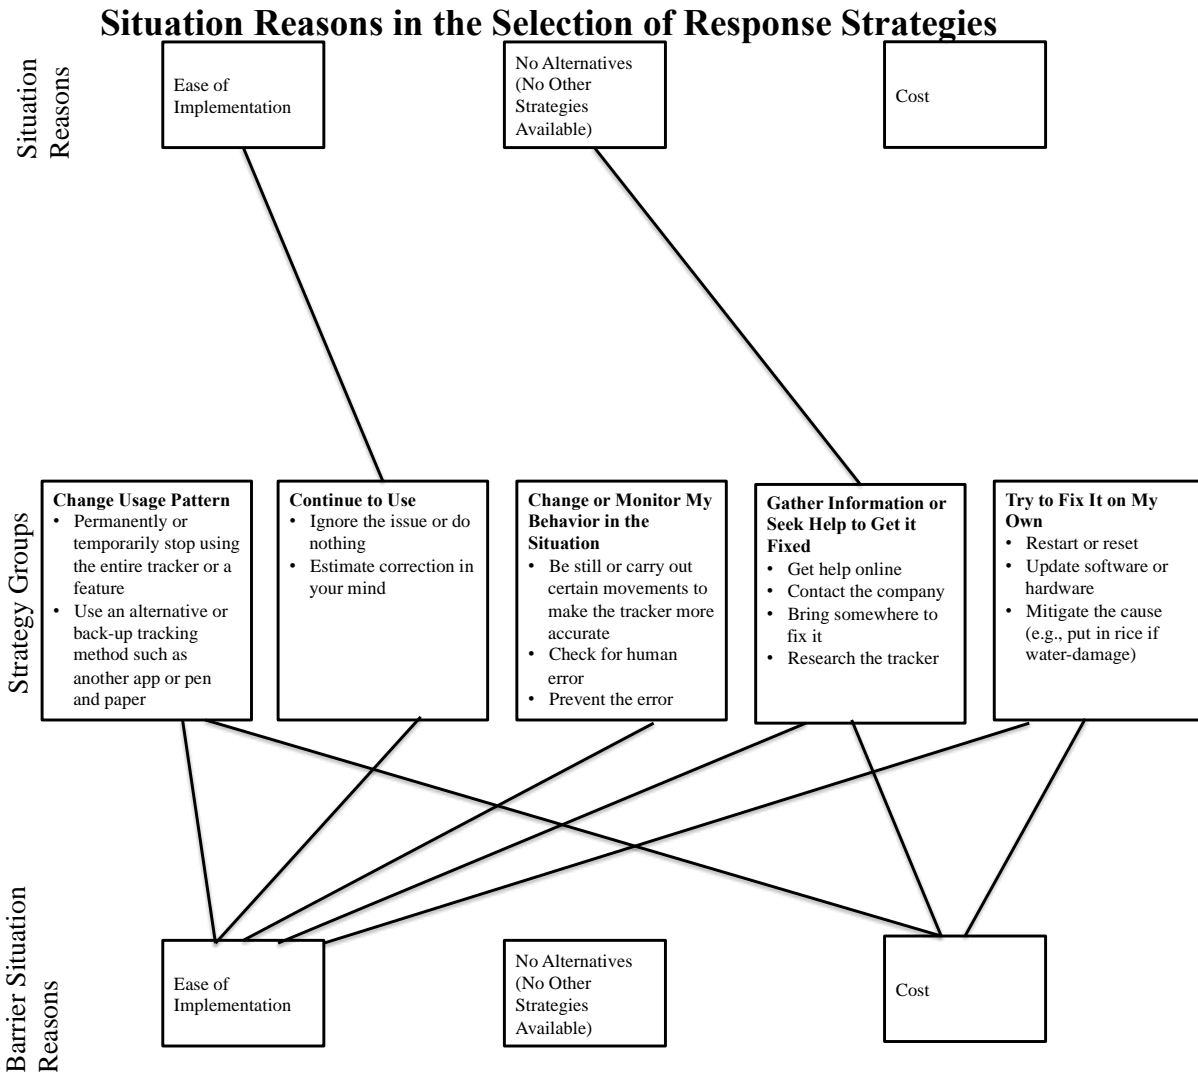 Situation Reasons in the Selection of Response Strategies
Situation
Reasons
Ease of
Implementation
No Alternatives
(No Other
Strategies
Available)
Cost
Strategy Groups
Change Usage Pattern
• Permanently or
temporarily stop using
the entire tracker or a
feature
• Use an alternative or
back-up tracking
method such as
another app or pen
and paper
Continue to Use
• Ignore the issue or do
nothing
• Estimate correction in
your mind
Change or Monitor My
Behavior in the
Situation
• Be still or carry out
certain movements to
make the tracker more
accurate
• Check for human
error
• Prevent the error
Gather Information or
Seek Help to Get it
Fixed
• Get help online
• Contact the company
• Bring somewhere to
fix it
• Research the tracker
Try to Fix It on My
Own
• Restart or reset
• Update software or
hardware
• Mitigate the cause
(e.g., put in rice if
water-damage)
Barrier Situation
Reasons
Ease of
Implementation
No Alternatives
(No Other
Strategies
Available)
Cost